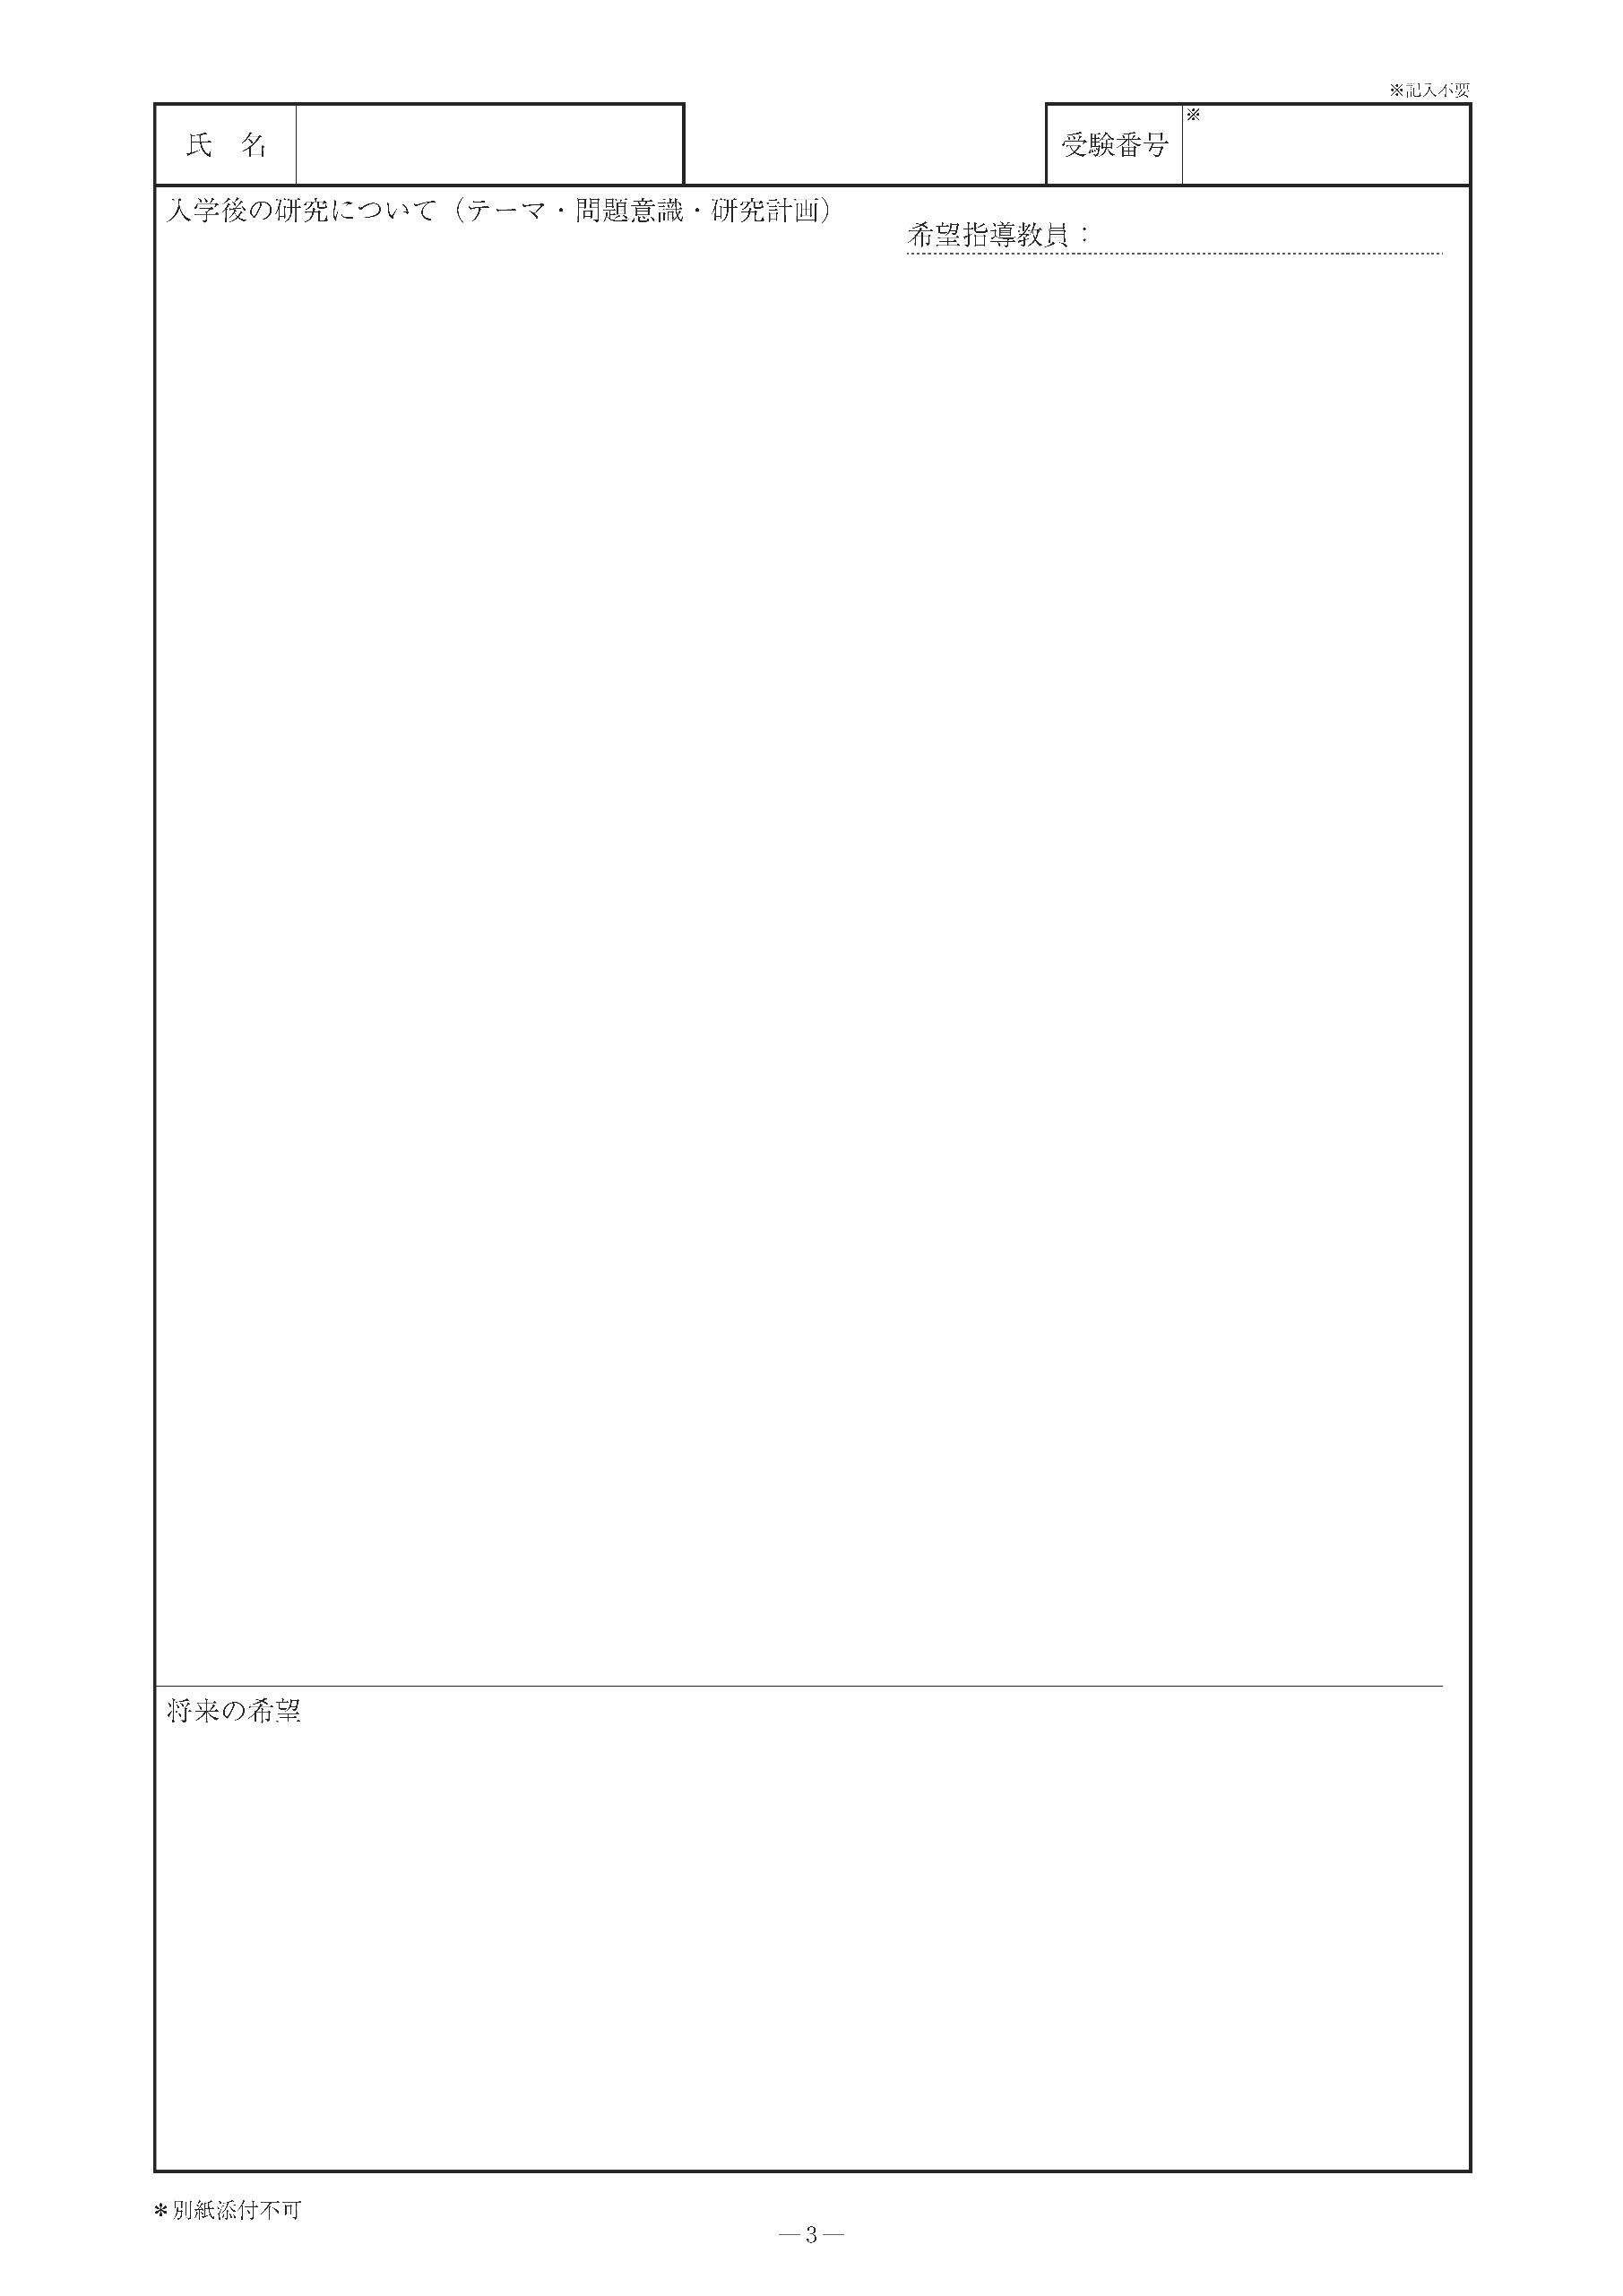 ※記入不要
氏　名
受験番号
※
入学後の研究について（テーマ・問題意識・研究計画）
希望指導教員：
将来の希望
＊別紙添付不可
― 3 ―